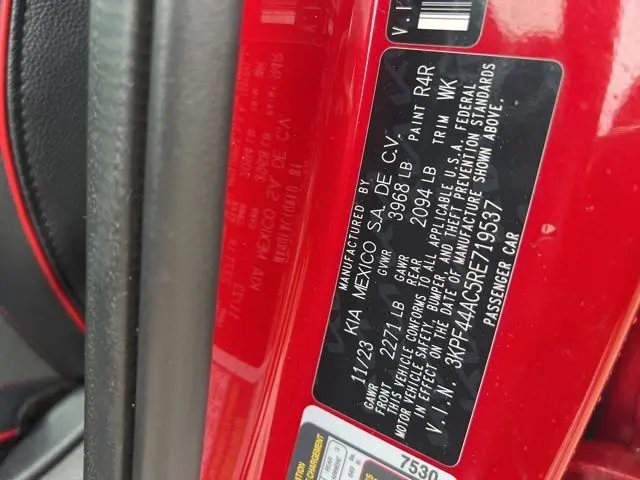 V.I
MANUFACTURED BY
11/23 KIA MEXICO S.A. DE C.V.
GVWR 3968 LB PAINT R4R
GAWR FRONT 2271 LB GAWR REAR 2094 LB TRIM WK
THIS VEHICLE CONFORMS TO ALL APPLICABLE U.S.A. FEDERAL
MOTOR VEHICLE SAFETY, BUMPER, AND THEFT PREVENTION STANDARDS
IN EFFECT ON THE DATE OF MANUFACTURE SHOWN ABOVE.
V.I.N. 3KPF44AC5RE719537
PASSENGER CAR
7530
CHARGEMENT
REAR